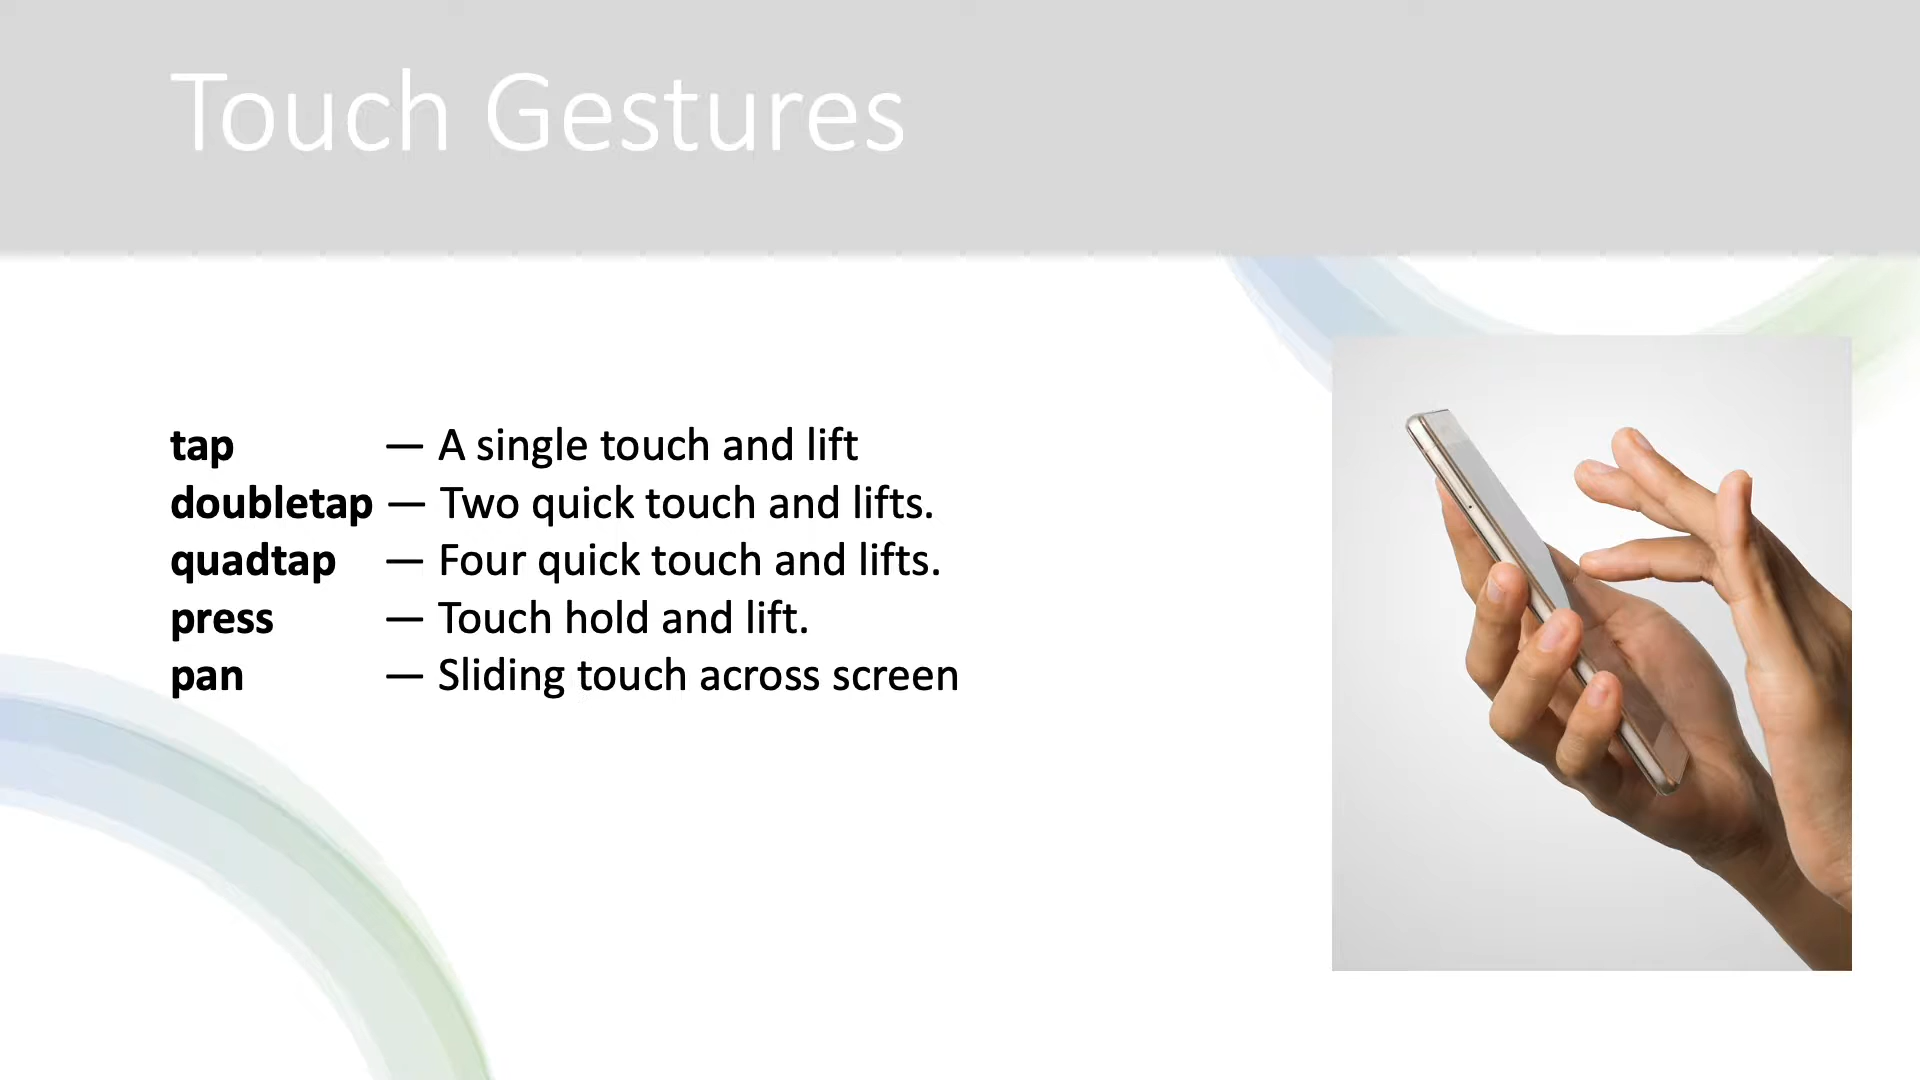 Touch Gestures
tap — A single touch and lift
doubletap — Two quick touch and lifts.
quadtap — Four quick touch and lifts.
press — Touch hold and lift.
pan — Sliding touch across screen